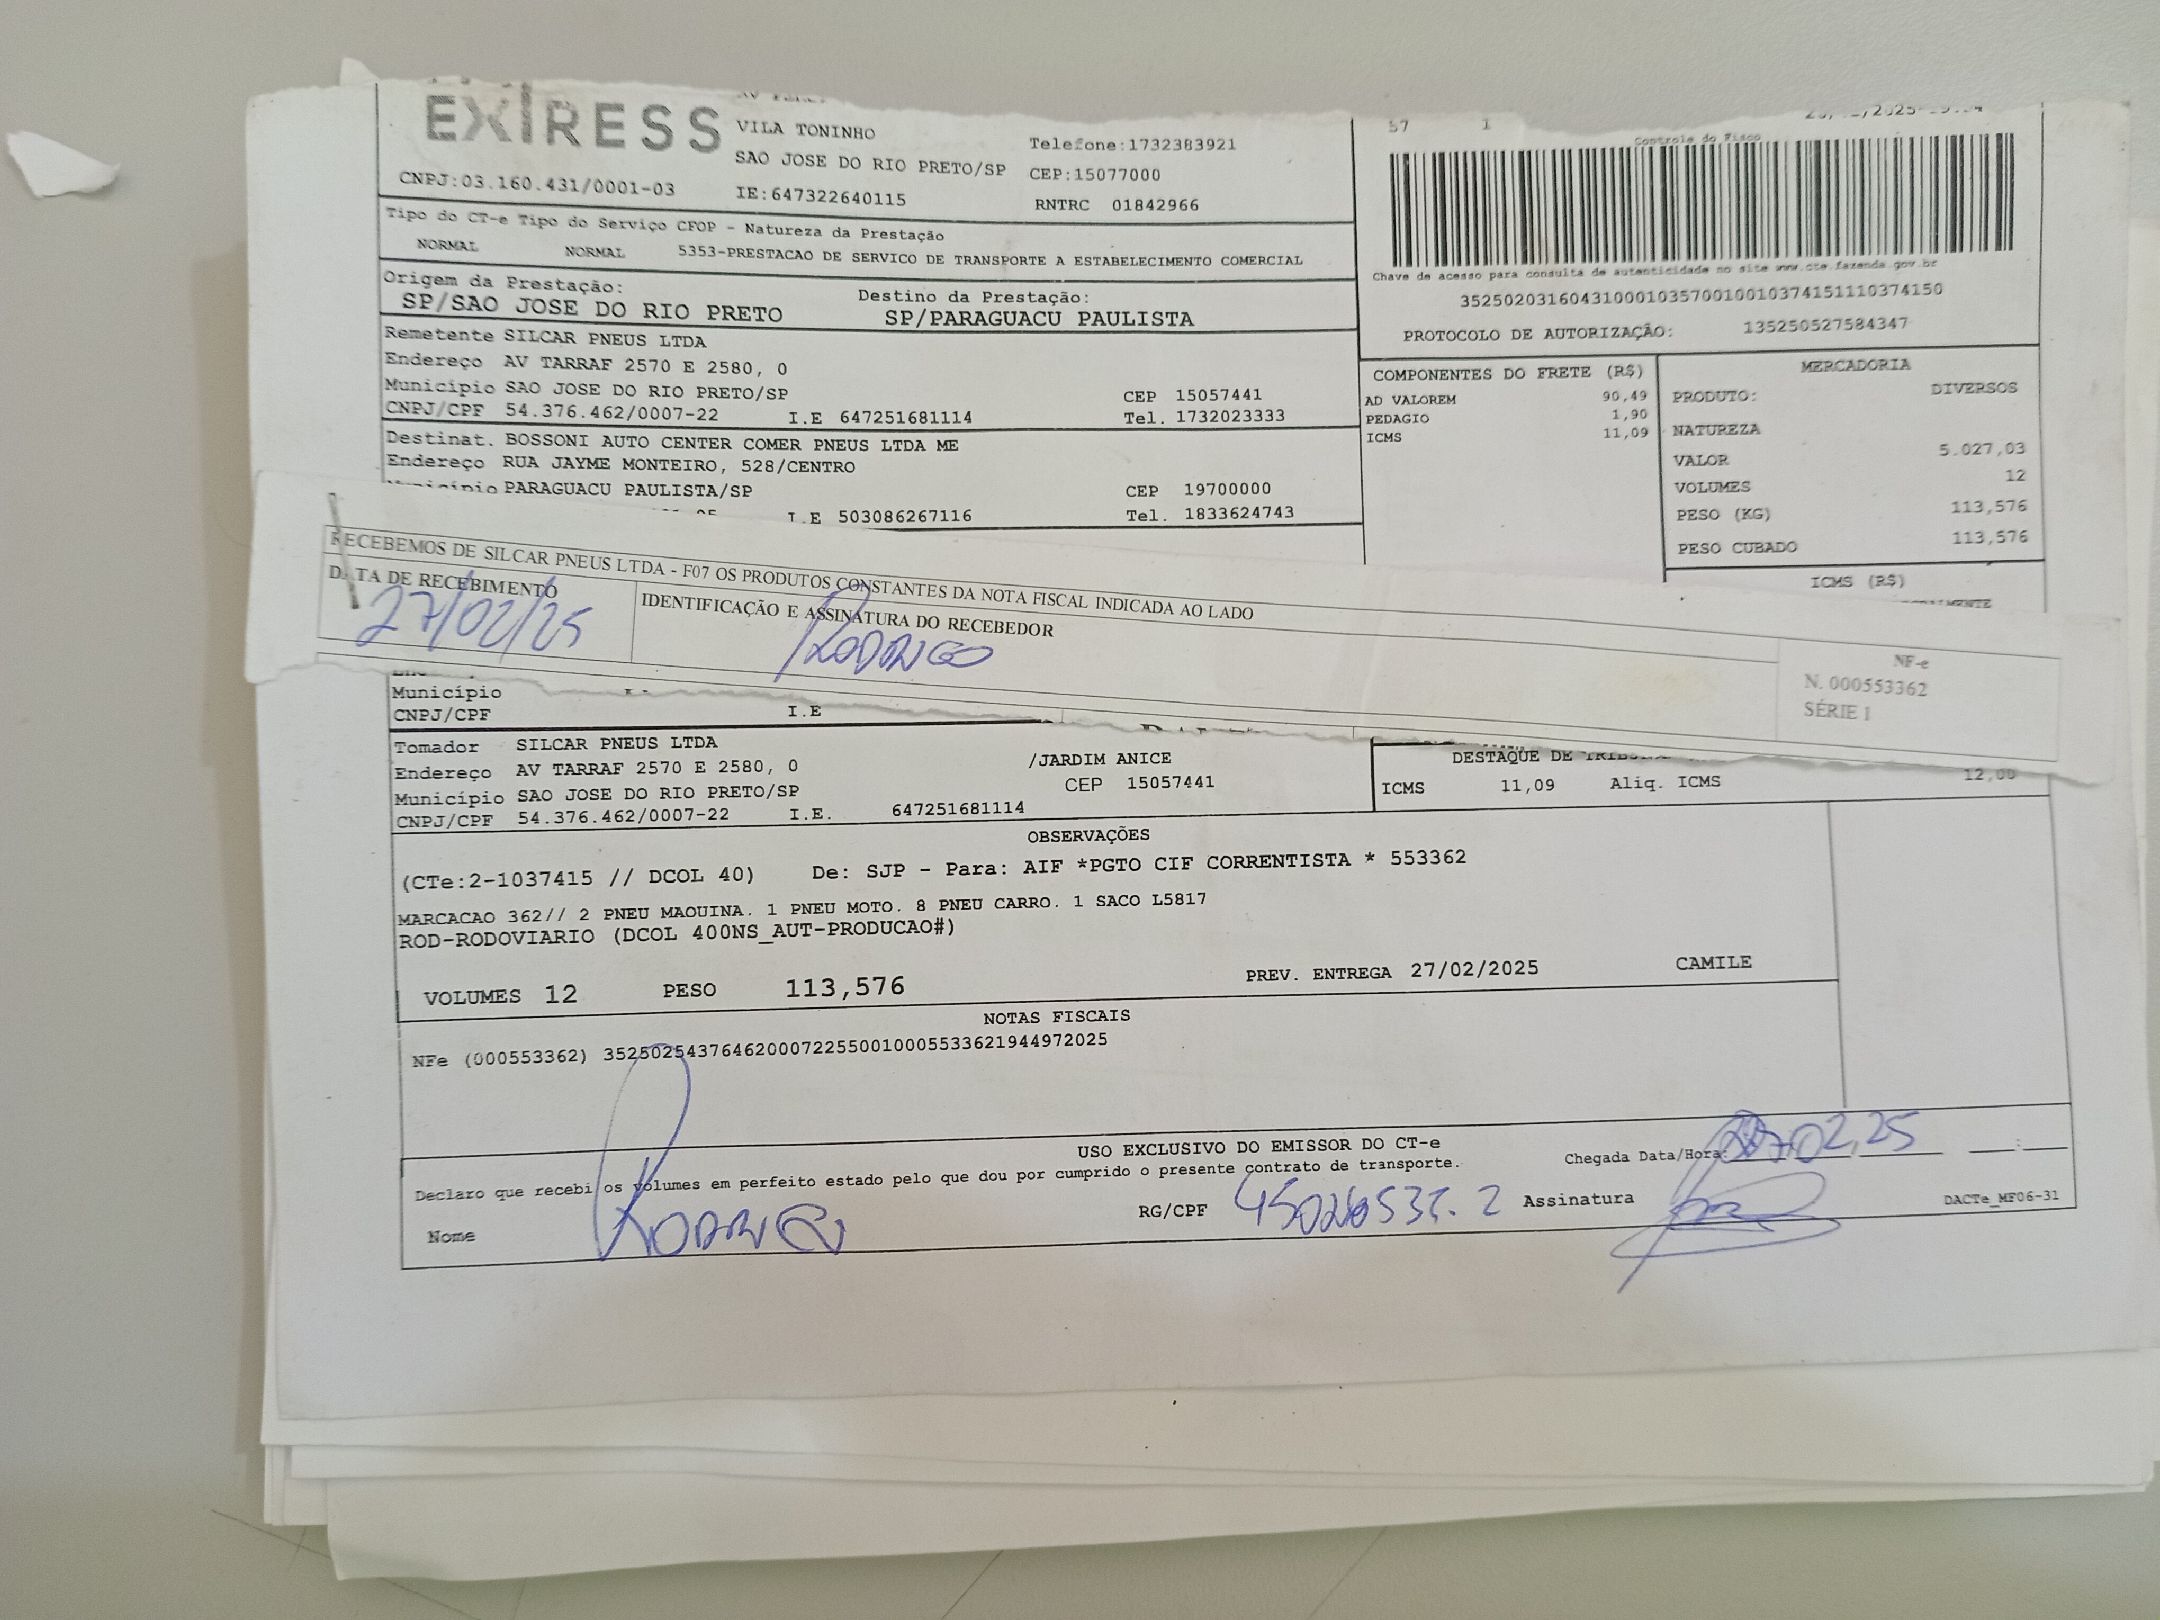 EXPRESS
VILA TONINHO
SAO JOSE DO RIO PRETO/SP
Telefone:1732383921
CEP:15077000
CNPJ:03.160.431/0001-03
IE:647322640115
RNTRC 01842966
57 1
Controle do Fisco
Chave de acesso para consulta de autenticidade no site www.cte.fazenda.gov.br
35250203160431000103570010010374151110374150
PROTOCOLO DE AUTORIZAÇÃO: 135250527584347
Tipo do CT-e Tipo do Serviço CFOP - Natureza da Prestação
NORMAL NORMAL 5353-PRESTACAO DE SERVICO DE TRANSPORTE A ESTABELECIMENTO COMERCIAL
Origem da Prestação: Destino da Prestação:
SP/SAO JOSE DO RIO PRETO SP/PARAGUACU PAULISTA
Remetente SILCAR PNEUS LTDA
Endereço AV TARRAF 2570 E 2580, 0
Município SAO JOSE DO RIO PRETO/SP CEP 15057441
CNPJ/CPF 54.376.462/0007-22 I.E 647251681114 Tel. 1732023333
Destinat. BOSSONI AUTO CENTER COMER PNEUS LTDA ME
Endereço RUA JAYME MONTEIRO, 528/CENTRO
Município PARAGUACU PAULISTA/SP CEP 19700000
I.E 503086267116 Tel. 1833624743
COMPONENTES DO FRETE (R$)
AD VALOREM 90,49
PEDAGIO 1,90
ICMS 11,09
MERCADORIA
PRODUTO: DIVERSOS
NATUREZA
VALOR 5.027,03
VOLUMES 12
PESO (KG) 113,576
PESO CUBADO 113,576
ICMS (R$)
RECEBEMOS DE SILCAR PNEUS LTDA - F07 OS PRODUTOS CONSTANTES DA NOTA FISCAL INDICADA AO LADO
DATA DE RECEBIMENTO IDENTIFICAÇÃO E ASSINATURA DO RECEBEDOR
27/02/25 RODRIGO
NF-e
N. 000553362
SÉRIE 1
Município
CNPJ/CPF I.E
Tomador SILCAR PNEUS LTDA
Endereço AV TARRAF 2570 E 2580, 0 /JARDIM ANICE
Município SAO JOSE DO RIO PRETO/SP CEP 15057441
CNPJ/CPF 54.376.462/0007-22 I.E. 647251681114
DESTAQUE DE
ICMS 11,09 Aliq. ICMS 12,00
OBSERVAÇÕES
(CTe:2-1037415 // DCOL 40) De: SJP - Para: AIF *PGTO CIF CORRENTISTA * 553362
MARCACAO 362// 2 PNEU MAQUINA. 1 PNEU MOTO. 8 PNEU CARRO. 1 SACO L5817
ROD-RODOVIARIO (DCOL 400NS_AUT-PRODUCAO#)
VOLUMES 12 PESO 113,576 PREV. ENTREGA 27/02/2025 CAMILE
NOTAS FISCAIS
NFe (000553362) 35250254376462000722550010005533621944972025
USO EXCLUSIVO DO EMISSOR DO CT-e
Declaro que recebi os volumes em perfeito estado pelo que dou por cumprido o presente contrato de transporte.
Chegada Data/Hora: 02,25 :
Nome RODRIGO RG/CPF Assinatura
DACTe_MF06-31